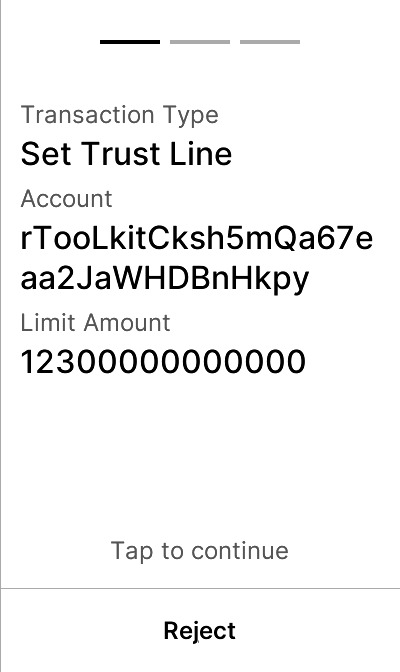 Transaction Type
Set Trust Line
Account
rTooLkitCksh5mQa67e
aa2JaWHDBnHkpy
Limit Amount
12300000000000
Tap to continue
Reject